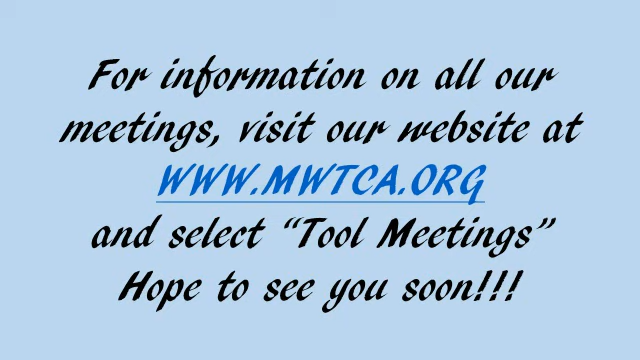 For information on all our
meetings, visit our website at
WWW.MWTCA.ORG
and select “Tool Meetings”
Hope to see you soon!!!